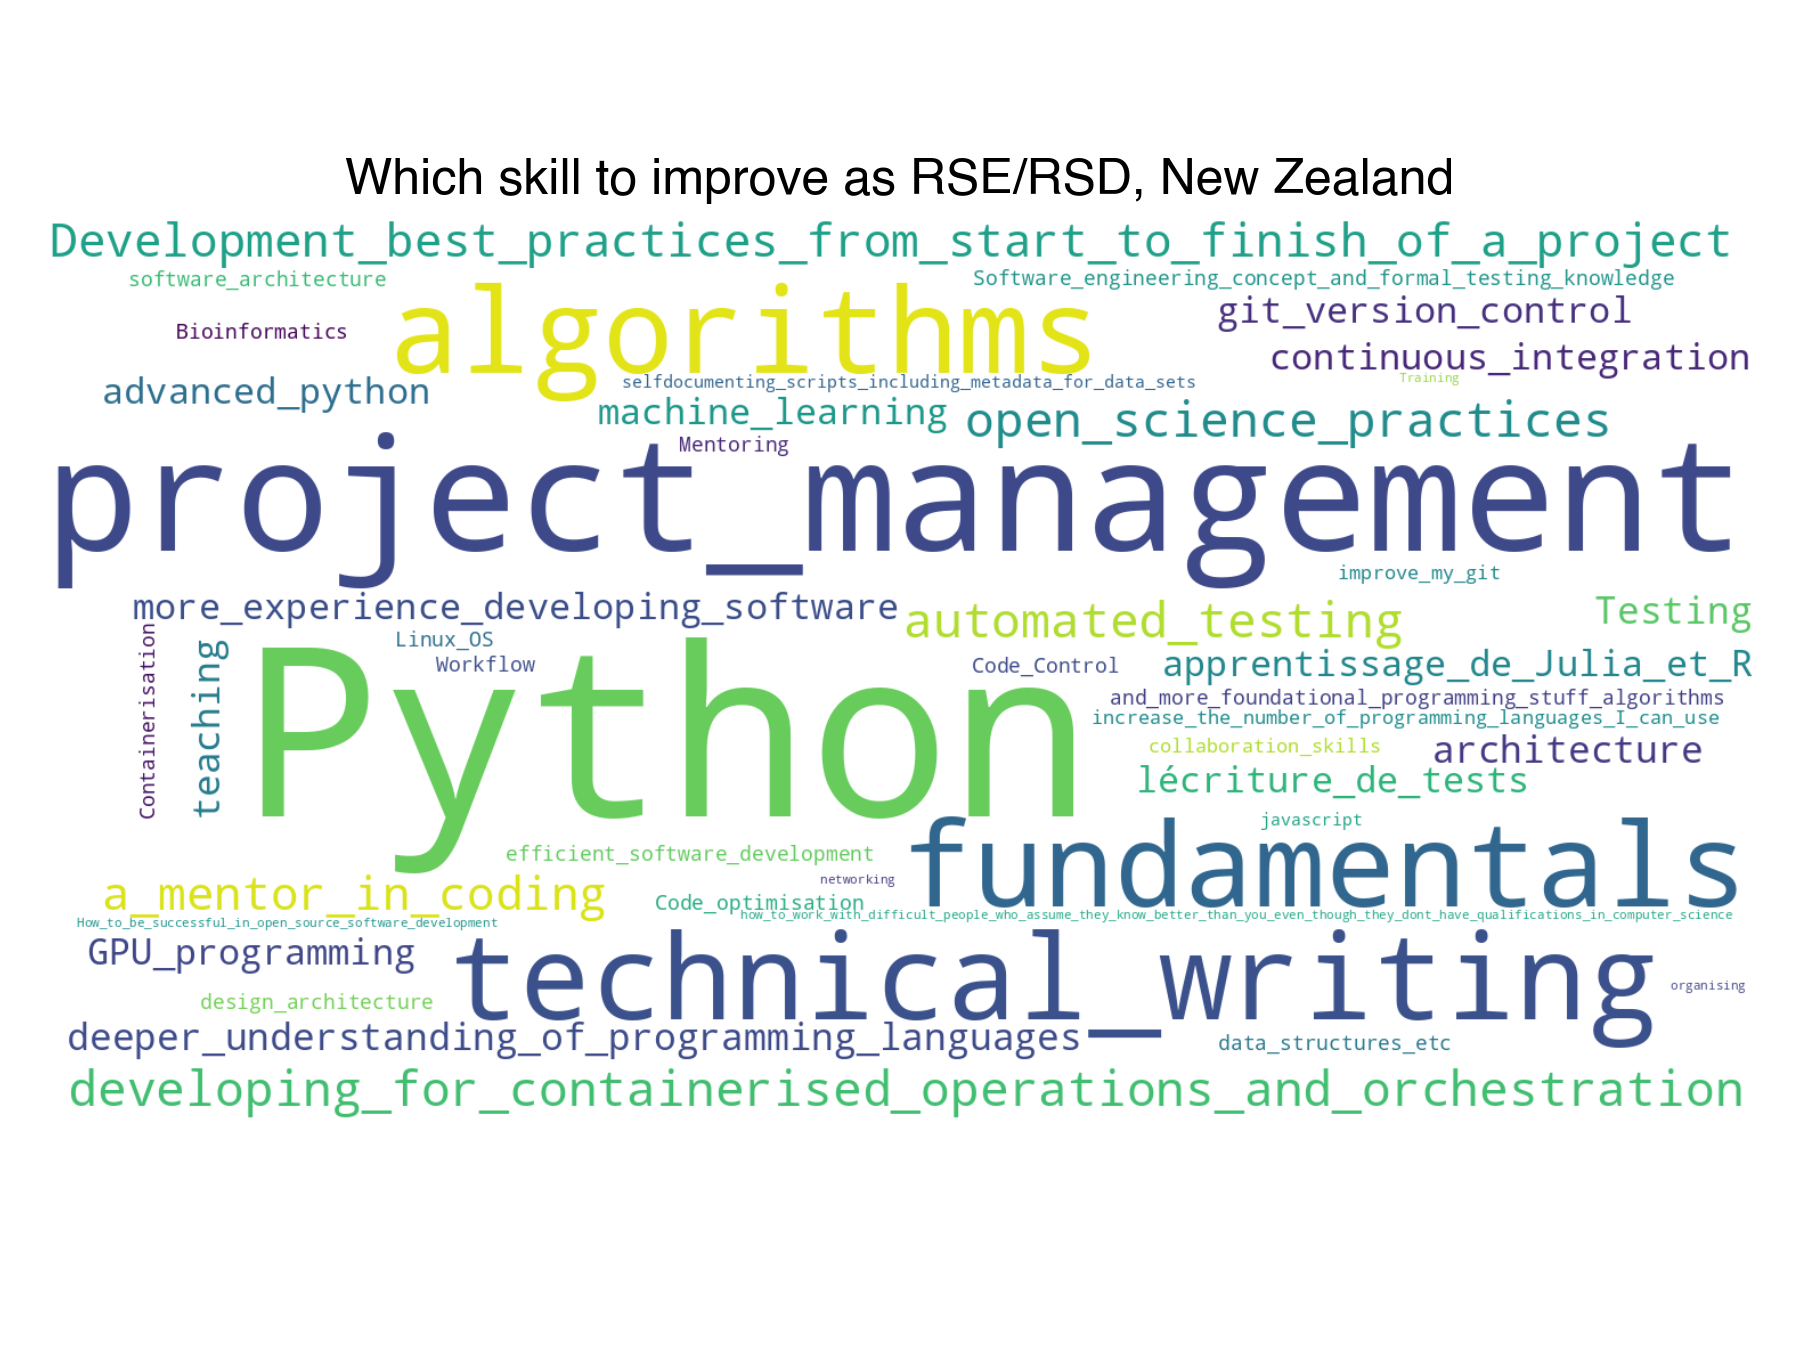 Which skill to improve as RSE/RSD, New Zealand
Development_best_practices_from_start_to_finish_of_a_project
software_architecture
Software_engineering_concept_and_formal_testing_knowledge
algorithms
git_version_control
Bioinformatics
continuous_integration
Training
advanced_python
selfdocumenting_scripts_including_metadata_for_data_sets
machine_learning
open_science_practices
Mentoring
project_management
improve_my_git
more_experience_developing_software
automated_testing
Testing
Containerisation
teaching
Linux_OS
Workflow
Python
Code_Control
apprentissage_de_Julia_et_R
and_more_foundational_programming_stuff_algorithms
increase_the_number_of_programming_languages_I_can_use
collaboration_skills
architecture
lécriture_de_tests
javascript
efficient_software_development
fundamentals
networking
a_mentor_in_coding
Code_optimisation
how_to_work_with_difficult_people_who_assume_they_know_better_than_you_even_though_they_dont_have_qualifications_in_computer_science
How_to_be_successful_in_open_source_software_development
GPU_programming
technical_writing
organising
design_architecture
deeper_understanding_of_programming_languages
data_structures_etc
developing_for_containerised_operations_and_orchestration